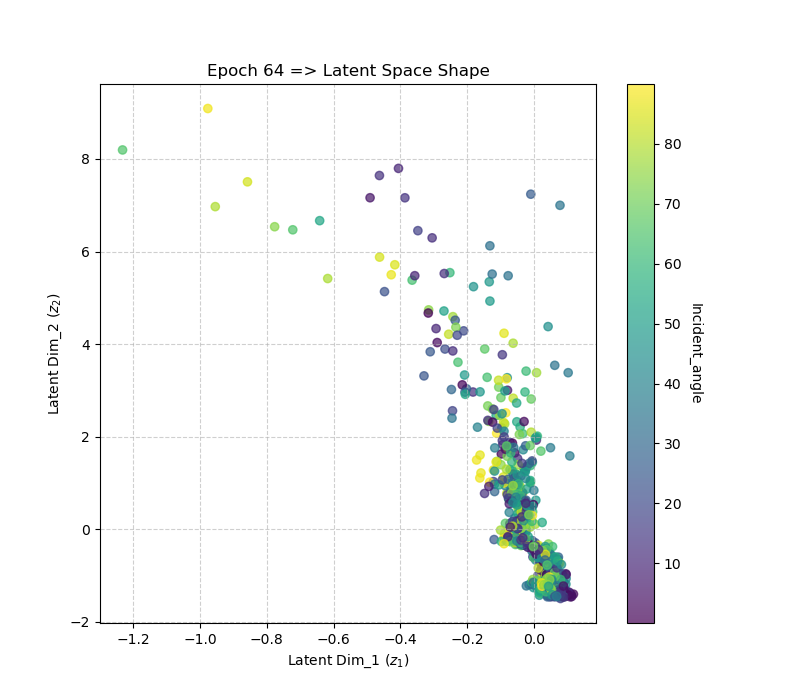 Epoch 64 => Latent Space Shape
Latent Dim_2 (z₂)
8
6
4
2
0
−2
−1.2 −1.0 −0.8 −0.6 −0.4 −0.2 0.0
Latent Dim_1 (z₁)
80
70
60
50
40
30
20
10
Incident_angle